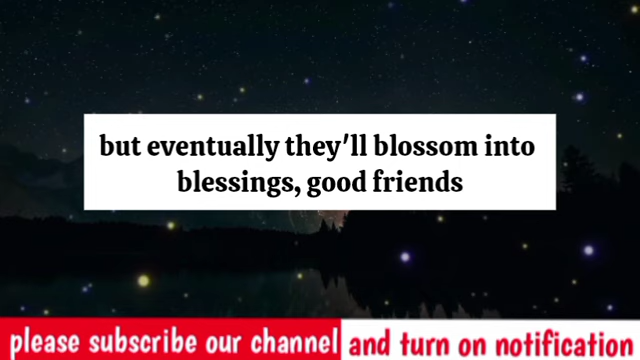 but eventually they'll blossom into
blessings, good friends
please subscribe our channel and turn on notification